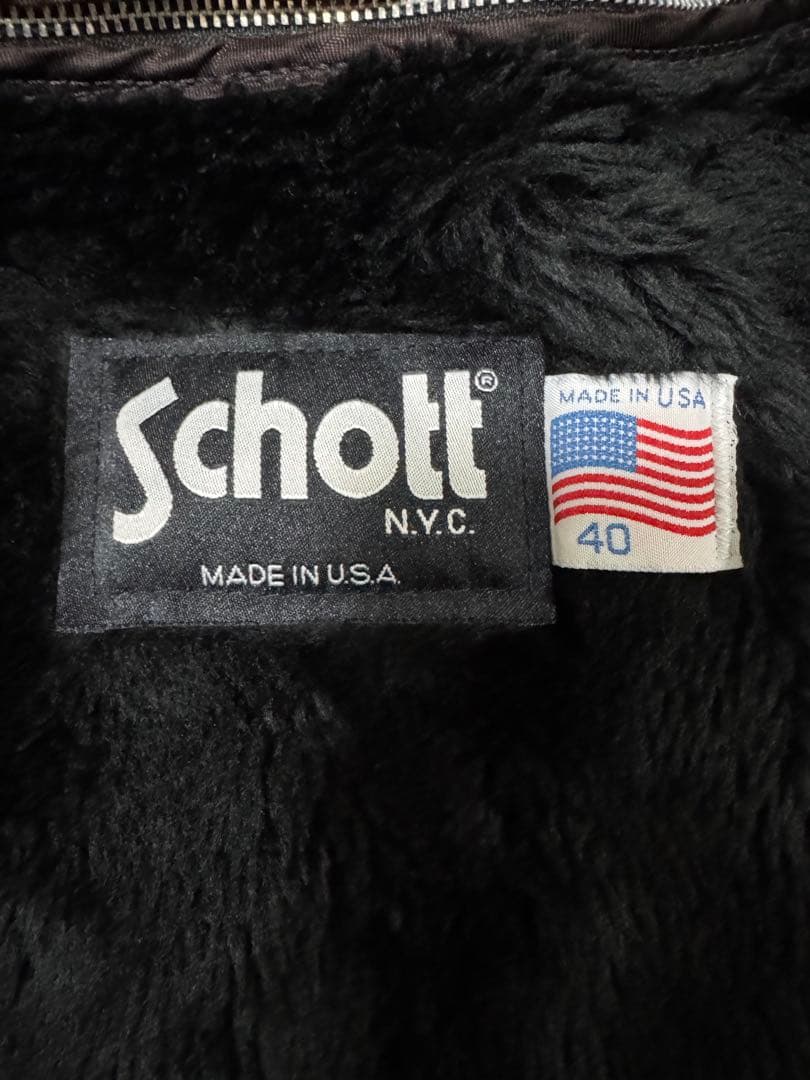 Schott®
N.Y.C.
MADE IN U.S.A.
MADE IN USA
40